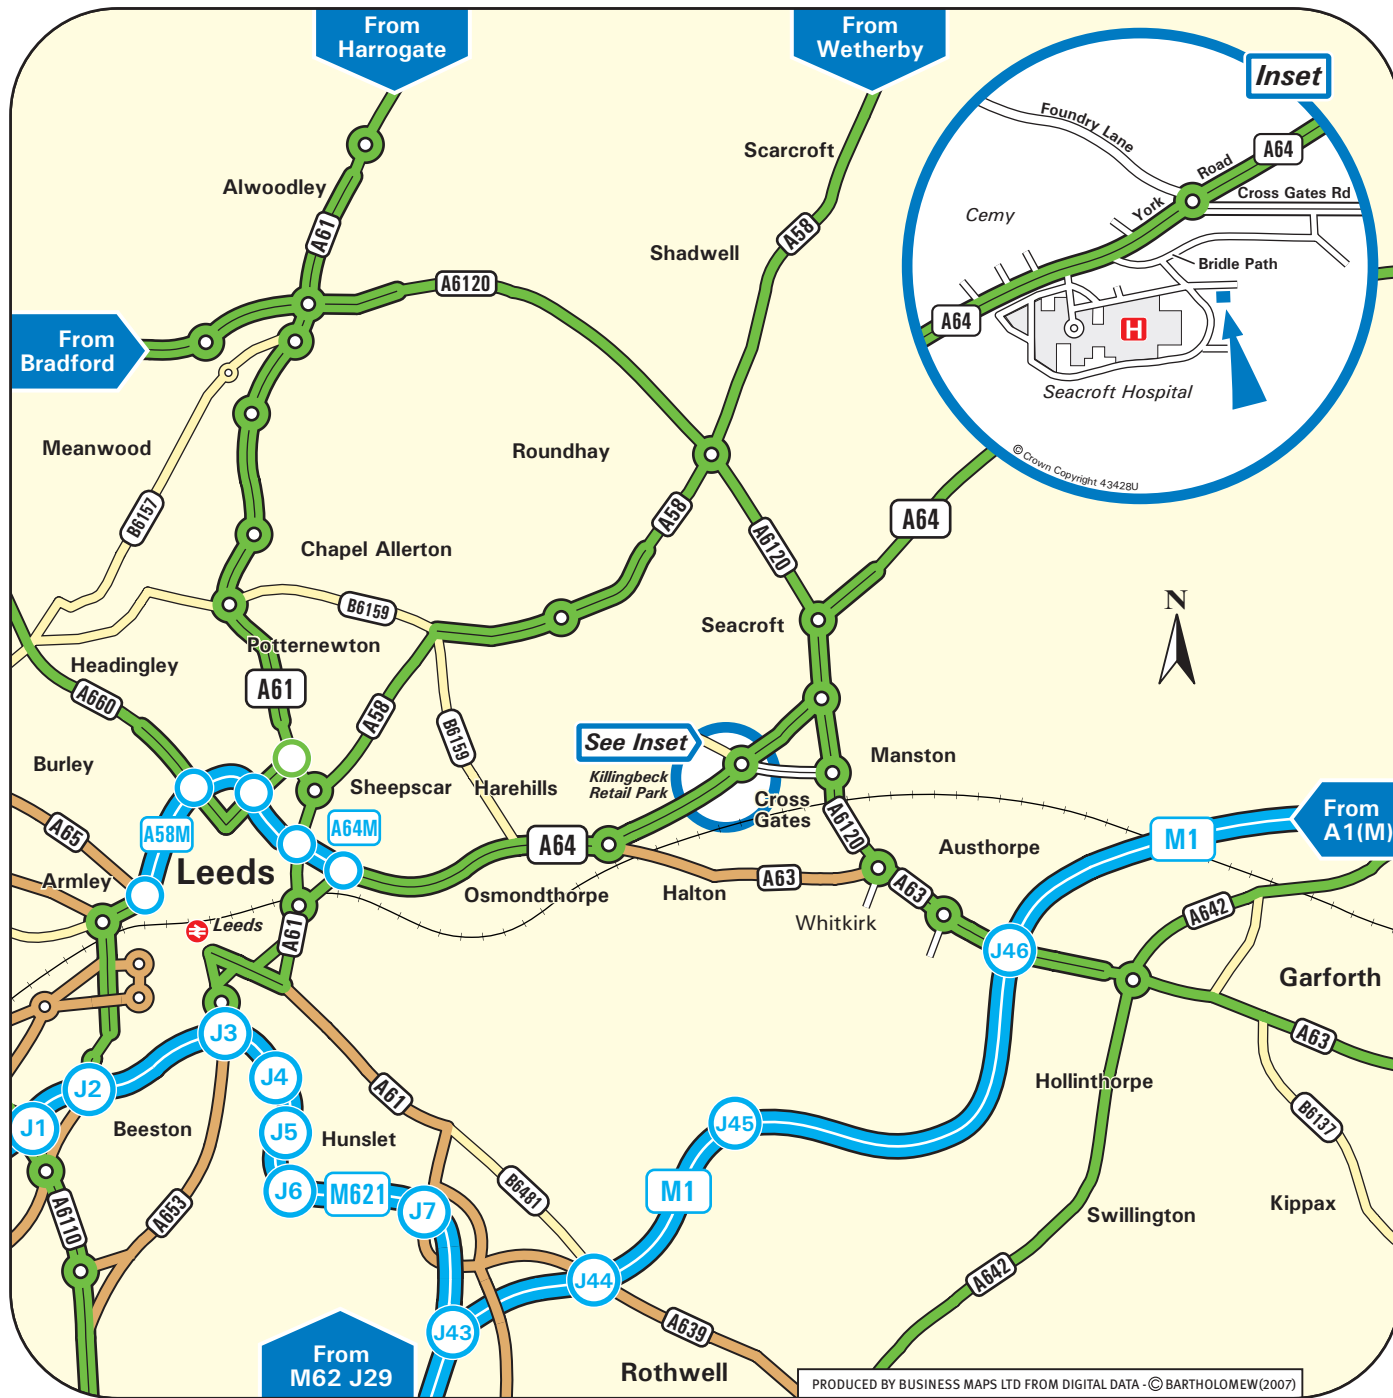 From
Harrogate
From
Wetherby
Inset
Foundry Lane
A64
Road
York
Cross Gates Rd
Cemy
Bridle Path
A64
H
Seacroft Hospital
© Crown Copyright 43428U
Scarcroft
Alwoodley
A61
A58
Shadwell
A6120
From
Bradford
Meanwood
Roundhay
B6157
A58
A64
A6120
Chapel Allerton
B6159
N
Seacroft
Potternewton
Headingley
A61
A660
A58
B6159
See Inset
Killingbeck
Retail Park
Manston
Burley
Sheepscar
Harehills
Cross
Gates
From
A1(M)
A65
A58M
A64M
A6120
M1
A64
Austhorpe
Leeds
Armley
Osmondthorpe
Halton
A63
A63
Whitkirk
A642
Leeds
A61
J46
Garforth
J3
A63
J4
J2
A61
Hollinthorpe
J1
Beeston
J5
Hunslet
J45
B6137
J6
M621
J7
B6481
M1
A653
A6110
Swillington
Kippax
J44
A642
J43
A639
From
M62 J29
Rothwell
PRODUCED BY BUSINESS MAPS LTD FROM DIGITAL DATA - © BARTHOLOMEW(2007)